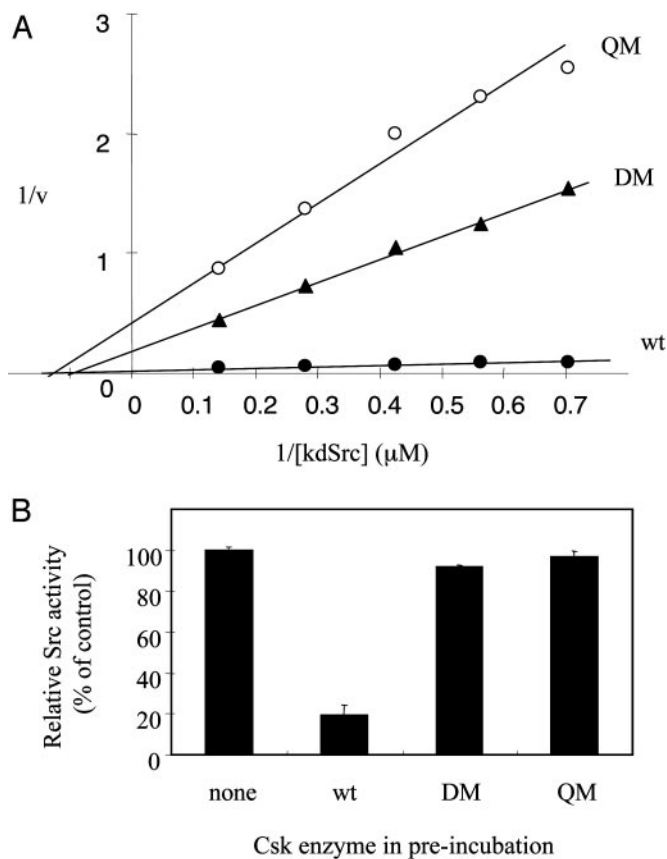 A
3
QM
2
1/v
DM
1
wt
0
0 0.1 0.2 0.3 0.4 0.5 0.6 0.7
1/[kdSrc] (μM)
B
Relative Src activity
(% of control)
100
80
60
40
20
0
none wt DM QM
Csk enzyme in pre-incubation